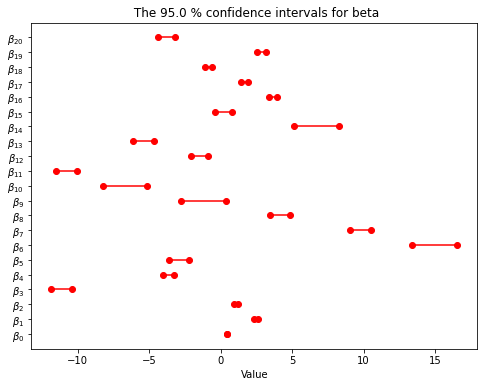 The 95.0 % confidence intervals for beta
β20
β19
β18
β17
β16
β15
β14
β13
β12
β11
β10
β9
β8
β7
β6
β5
β4
β3
β2
β1
β0
−10 −5 0 5 10 15
Value